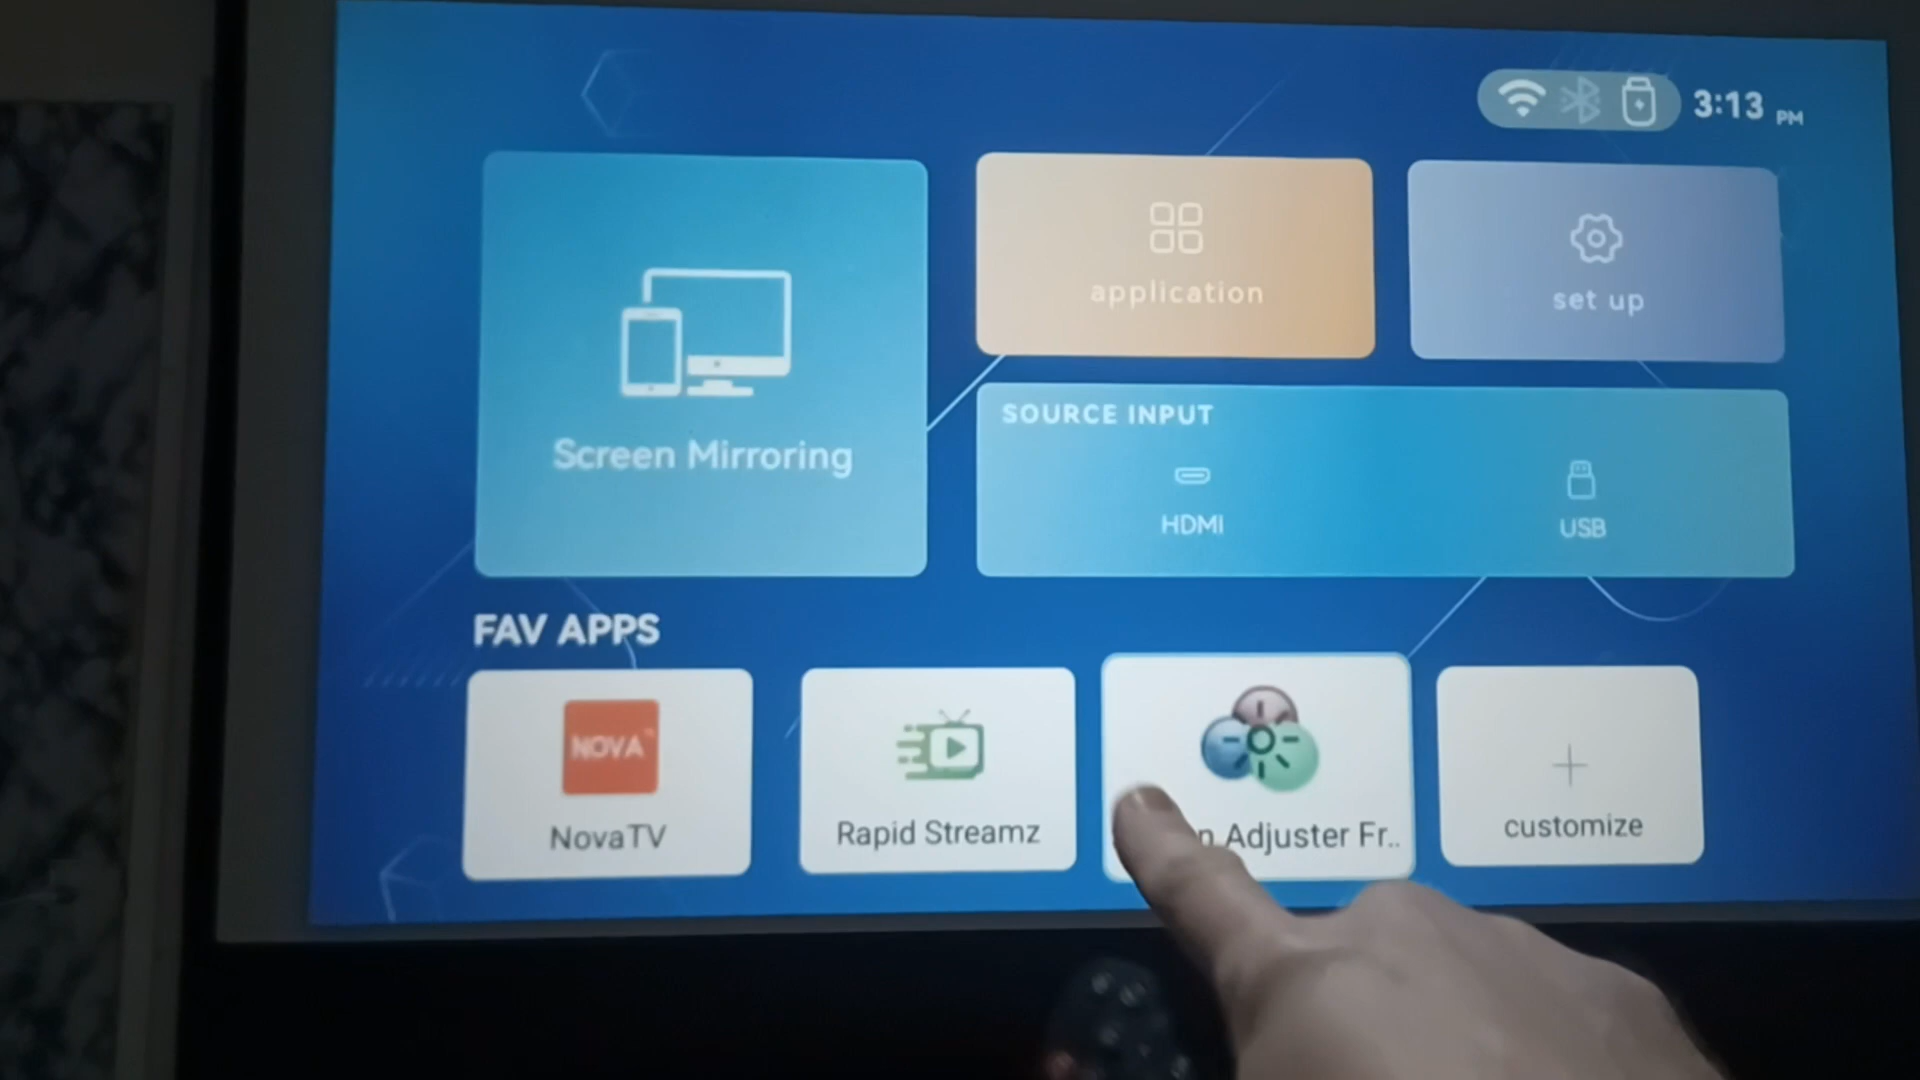 3:13 PM
Screen Mirroring
application
set up
SOURCE INPUT
HDMI
USB
FAV APPS
NOVA
NovaTV
Rapid Streamz
Adjuster Fr..
customize